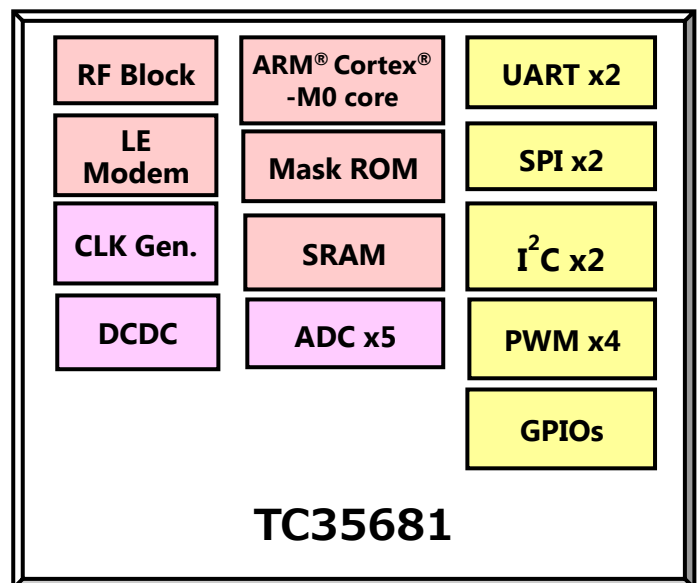 RF Block
LE
Modem
CLK Gen.
DCDC
ARM® Cortex®
-M0 core
Mask ROM
SRAM
ADC x5
UART x2
SPI x2
I²C x2
PWM x4
GPIOs
TC35681